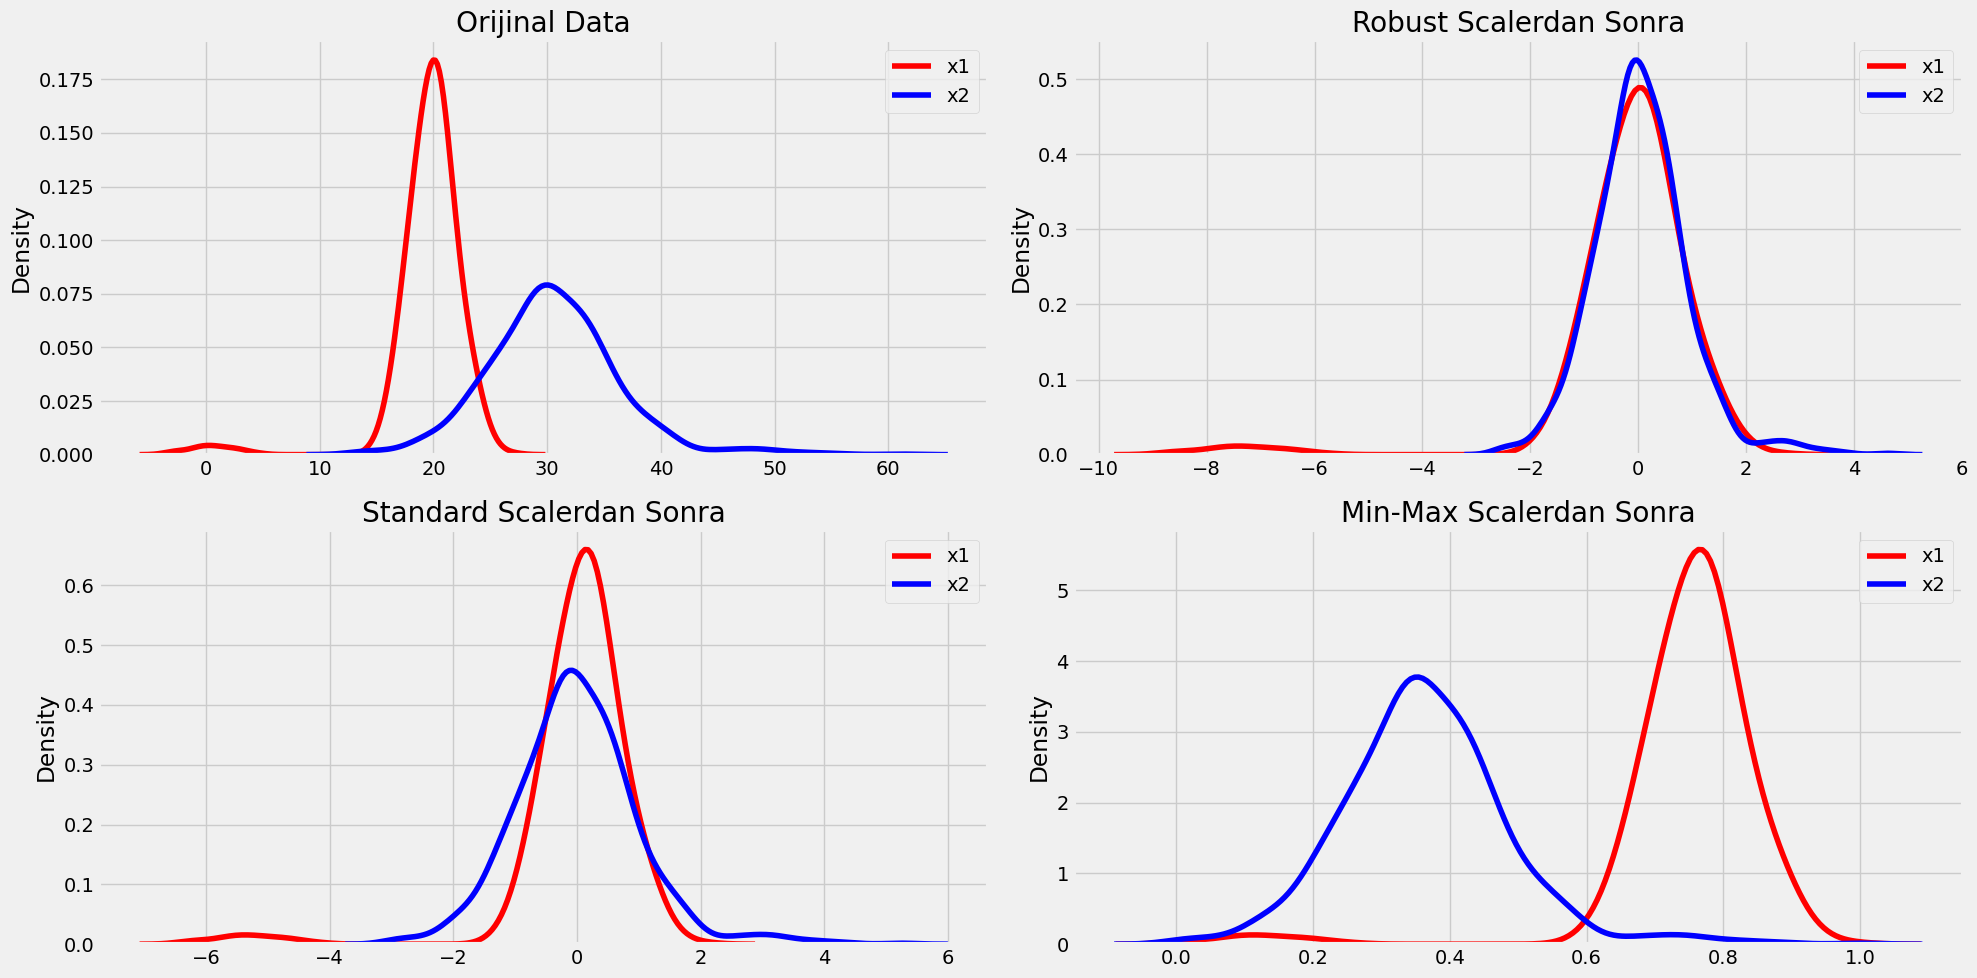 Orijinal Data
Density
0.175
0.150
0.125
0.100
0.075
0.050
0.025
0.000
0 10 20 30 40 50 60
x1
x2
Robust Scalerdan Sonra
Density
0.5
0.4
0.3
0.2
0.1
0.0
−10 −8 −6 −4 −2 0 2 4 6
x1
x2
Standard Scalerdan Sonra
Density
0.6
0.5
0.4
0.3
0.2
0.1
0.0
−6 −4 −2 0 2 4 6
x1
x2
Min-Max Scalerdan Sonra
Density
5
4
3
2
1
0
0.0 0.2 0.4 0.6 0.8 1.0
x1
x2